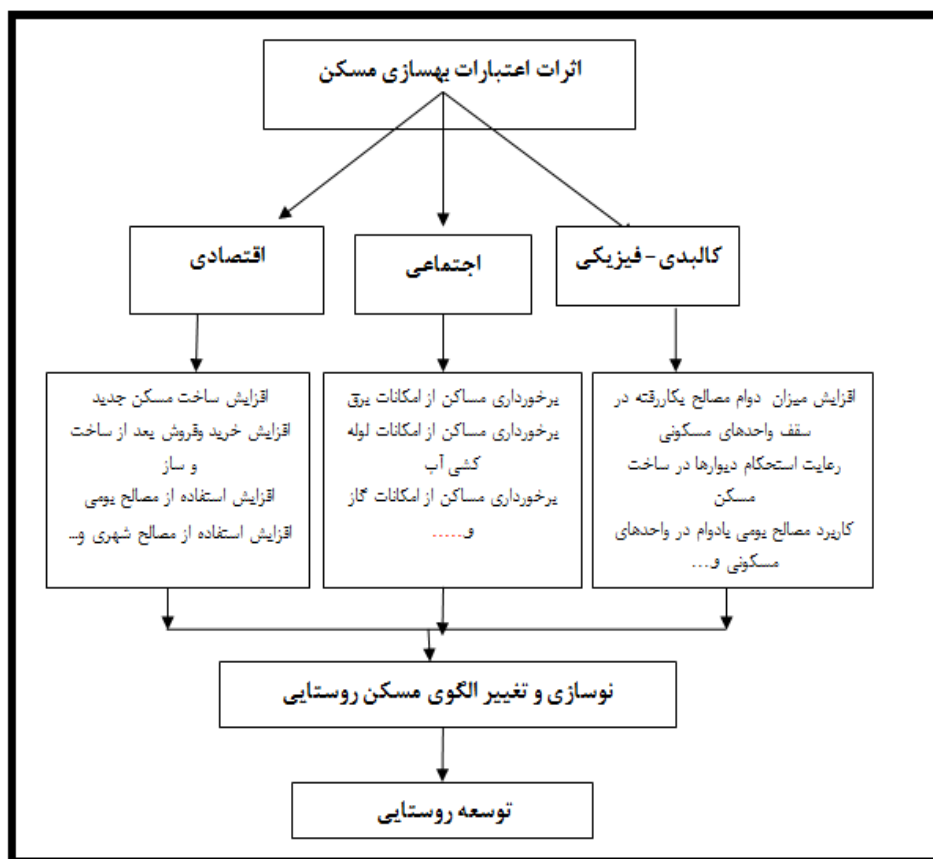 اثرات اعتبارات بهسازی مسکن
کالبدی - فیزیکی
اجتماعی
اقتصادی
افزایش میزان دوام مصالح بکاررفته در
سقف واحدهای مسکونی
رعایت استحکام دیوارها در ساخت
مسکن
کاربرد مصالح بومی بادوام در واحدهای
مسکونی و...
برخورداری مساکن از امکانات برق
برخورداری مساکن از امکانات لوله
کشی آب
برخورداری مساکن از امکانات گاز
و.....
افزایش ساخت مسکن جدید
افزایش خرید وفروش بعد از ساخت
و ساز
افزایش استفاده از مصالح بومی
افزایش استفاده از مصالح شهری و...
نوسازی و تغییر الگوی مسکن روستایی
توسعه روستایی